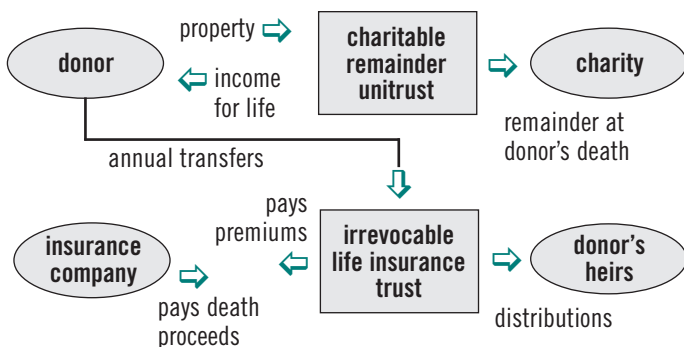 property
donor
income
for life
charitable
remainder
unitrust
charity
remainder at
donor's death
annual transfers
pays
premiums
insurance
company
pays death
proceeds
irrevocable
life insurance
trust
donor's
heirs
distributions